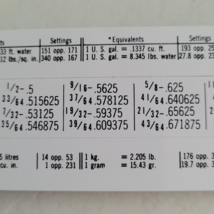 Settings | *Equivalents | Settings
33 ft. water | 151 opp. 171 | 1 U. S. gal. = .1337 cu. ft. | 193 opp. 25
12 lbs./sq. in. | 340 opp. 167 | 1 U. S. gal. = 8.345 lbs. water | 27.8 opp. 23
1/2-.5 | 9/16-.5625 | 5/8-.625
33/64.515625 | 37/64.578125 | 41/64.640625
17/32.53125 | 19/32.59375 | 21/32.65625
35/64.546875 | 39/64.609375 | 43/64.671875
5 litres | 14 opp. 53 | 1 kg. = 2.205 lb. | 176 opp.
cu. in. | 1 opp. 231 | 1 gram = 15.43 gr. | 19.7 opp.